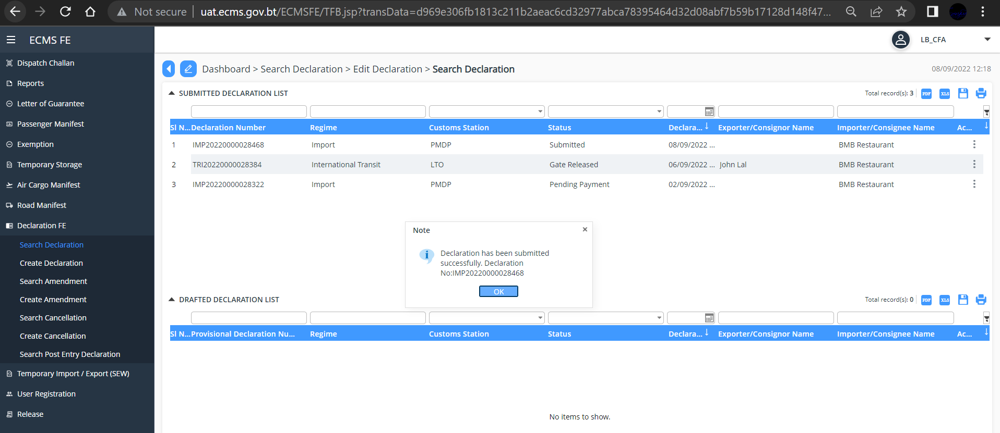 Not secure
uat.ecms.gov.bt/ECMSFE/TFB.jsp?transData=d969e306fb1813c211b2aeac6cd32977abca78395464d32d08abf7b59b17128d148f47...
ECMS FE
LB_CFA
Dispatch Challan
Reports
Letter of Guarantee
Passenger Manifest
Exemption
Temporary Storage
Air Cargo Manifest
Road Manifest
Declaration FE
Search Declaration
Create Declaration
Search Amendment
Create Amendment
Search Cancellation
Create Cancellation
Search Post Entry Declaration
Temporary Import / Export (SEW)
User Registration
Release
Dashboard > Search Declaration > Edit Declaration > Search Declaration
08/09/2022 12:18
SUBMITTED DECLARATION LIST
Total record(s): 3 PDF XLS
Sl N... Declaration Number Regime Customs Station Status Declara... Exporter/Consignor Name Importer/Consignee Name Ac...
1 IMP20220000028468 Import PMDP Submitted 08/09/2022 ... BMB Restaurant
2 TRI20220000028384 International Transit LTO Gate Released 06/09/2022 ... John Lal BMB Restaurant
3 IMP20220000028322 Import PMDP Pending Payment 02/09/2022 ... BMB Restaurant
Note
Declaration has been submitted
successfully. Declaration
No:IMP20220000028468
OK
DRAFTED DECLARATION LIST
Total record(s): 0 PDF XLS
Sl N... Provisional Declaration Nu... Regime Customs Station Status Declara... Exporter/Consignor Name Importer/Consignee Name Ac...
No items to show.